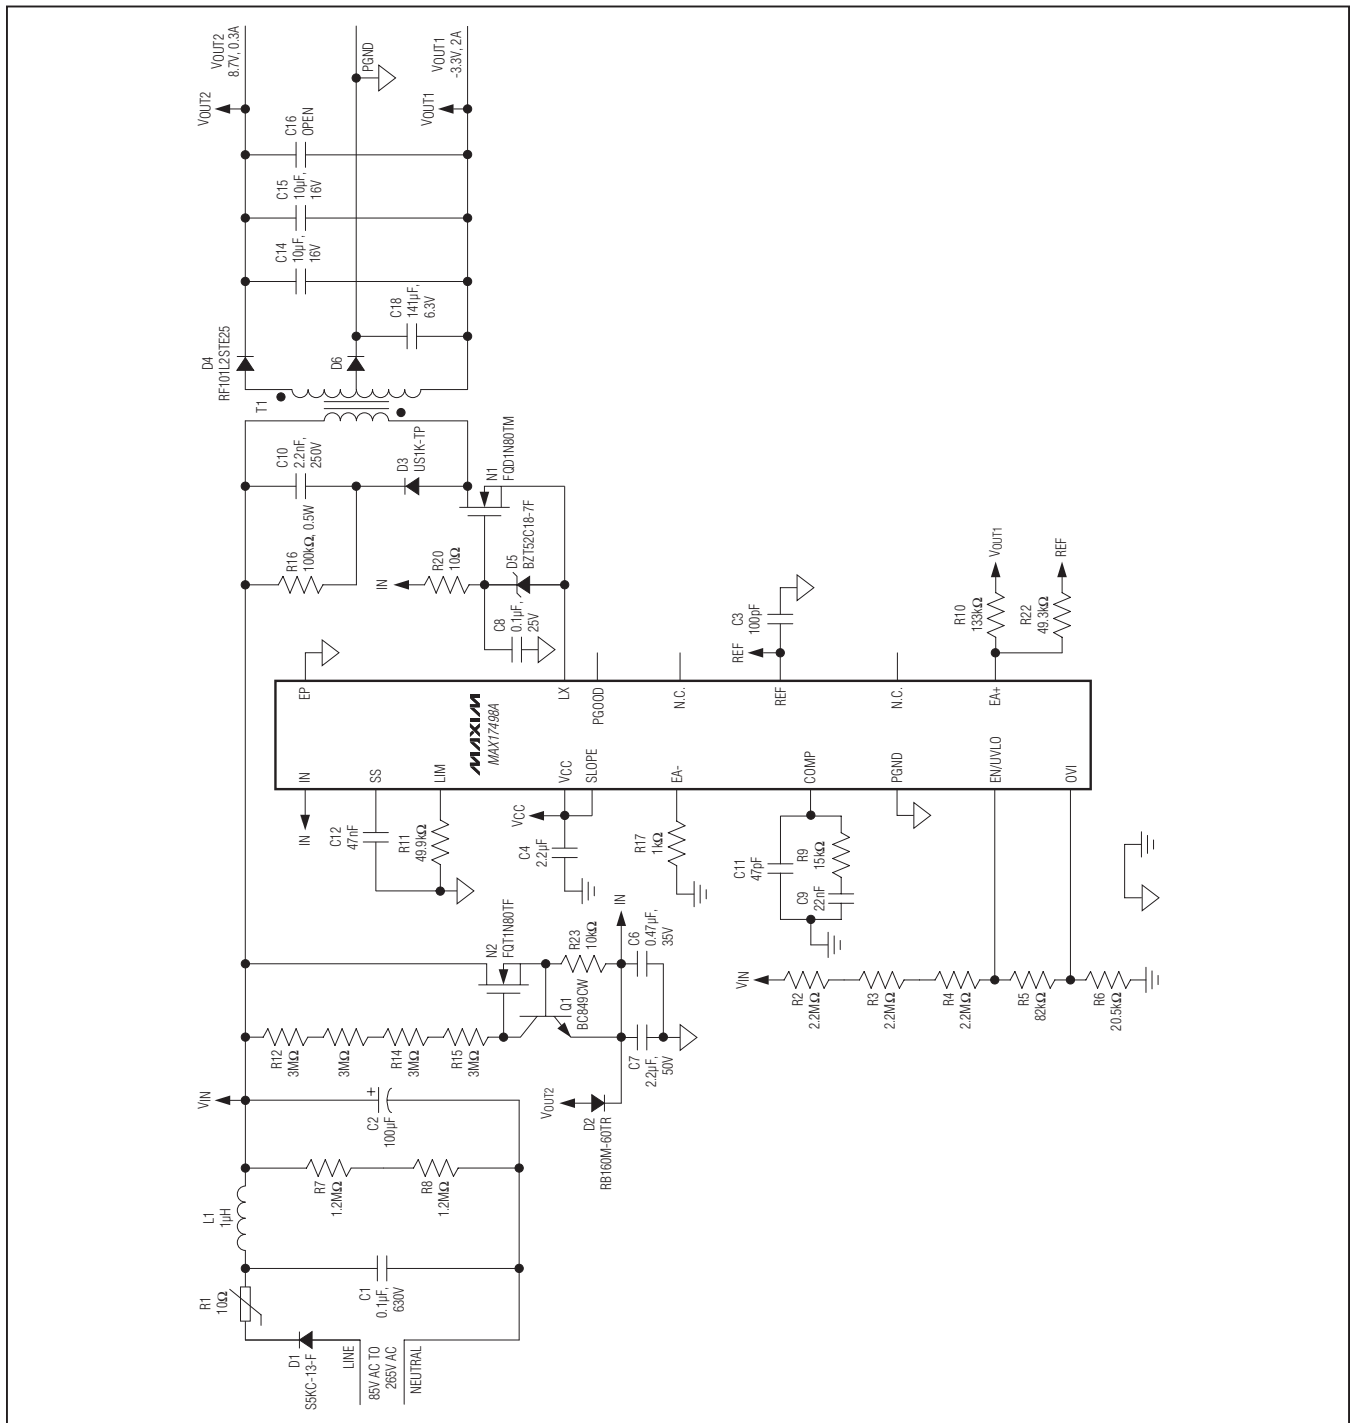 VOUT2
8.7V, 0.3A
PGND
VOUT1
-3.3V, 2A
VOUT2
VOUT1
C16
OPEN
C15
10µF,
16V
C14
10µF,
16V
C18
141µF,
6.3V
D4
RF101L2STE25
D6
T1
C10
2.2nF,
250V
D3
US1K-TP
R16
100kΩ, 0.5W
N1
FQD1N80TM
IN
R20
10Ω
D5
BZT52C18-7F
C8
0.1µF,
25V
REF
C3
100pF
R10
133kΩ
VOUT1
R22
49.3kΩ
REF
EP
LX
PGOOD
N.C.
REF
N.C.
EA+
MAXIM
MAX17498A
IN
SS
LIM
VCC
SLOPE
EA-
COMP
PGND
EN/UVLO
OVI
IN
C12
47nF
R11
49.9kΩ
VCC
C4
2.2µF
R17
1kΩ
C11
47pF
R9
15kΩ
C9
22nF
N2
FQT1N80TF
R23
10kΩ
IN
C6
0.47µF,
35V
Q1
BC849CW
C7
2.2µF,
50V
R12
3MΩ
3MΩ
R14
3MΩ
R15
3MΩ
VIN
R2
2.2MΩ
R3
2.2MΩ
R4
2.2MΩ
R5
82kΩ
R6
20.5kΩ
VOUT2
D2
RB160M-60TR
VIN
+
C2
100µF
R7
1.2MΩ
R8
1.2MΩ
L1
1µH
C1
0.1µF,
630V
R1
10Ω
D1
S5KC-13-F
LINE
85V AC TO
265V AC
NEUTRAL